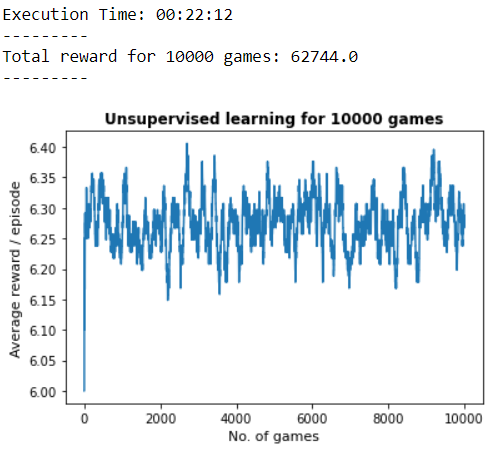 Execution Time: 00:22:12
---------
Total reward for 10000 games: 62744.0
---------
Unsupervised learning for 10000 games
Average reward / episode
6.40
6.35
6.30
6.25
6.20
6.15
6.10
6.05
6.00
0 2000 4000 6000 8000 10000
No. of games